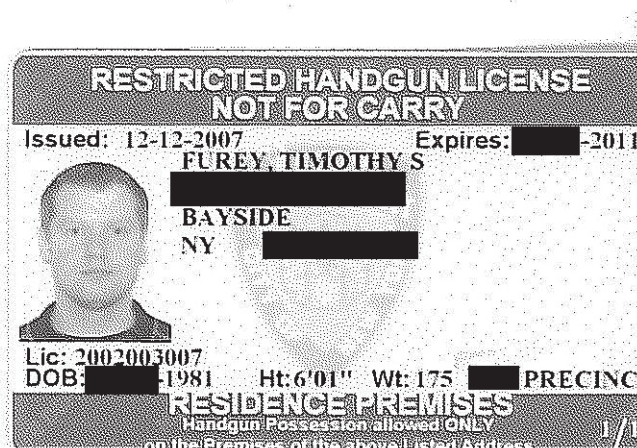 RESTRICTED HANDGUN LICENSE
NOT FOR CARRY
Issued: 12-12-2007 Expires: -2011
FUREY, TIMOTHY S
BAYSIDE
NY
Lic: 2002003007
DOB: -1981 Ht: 6'01" Wt: 175 PRECINC
RESIDENCE PREMISES
Handgun Possession allowed ONLY
on the Premises of the above Listed Address